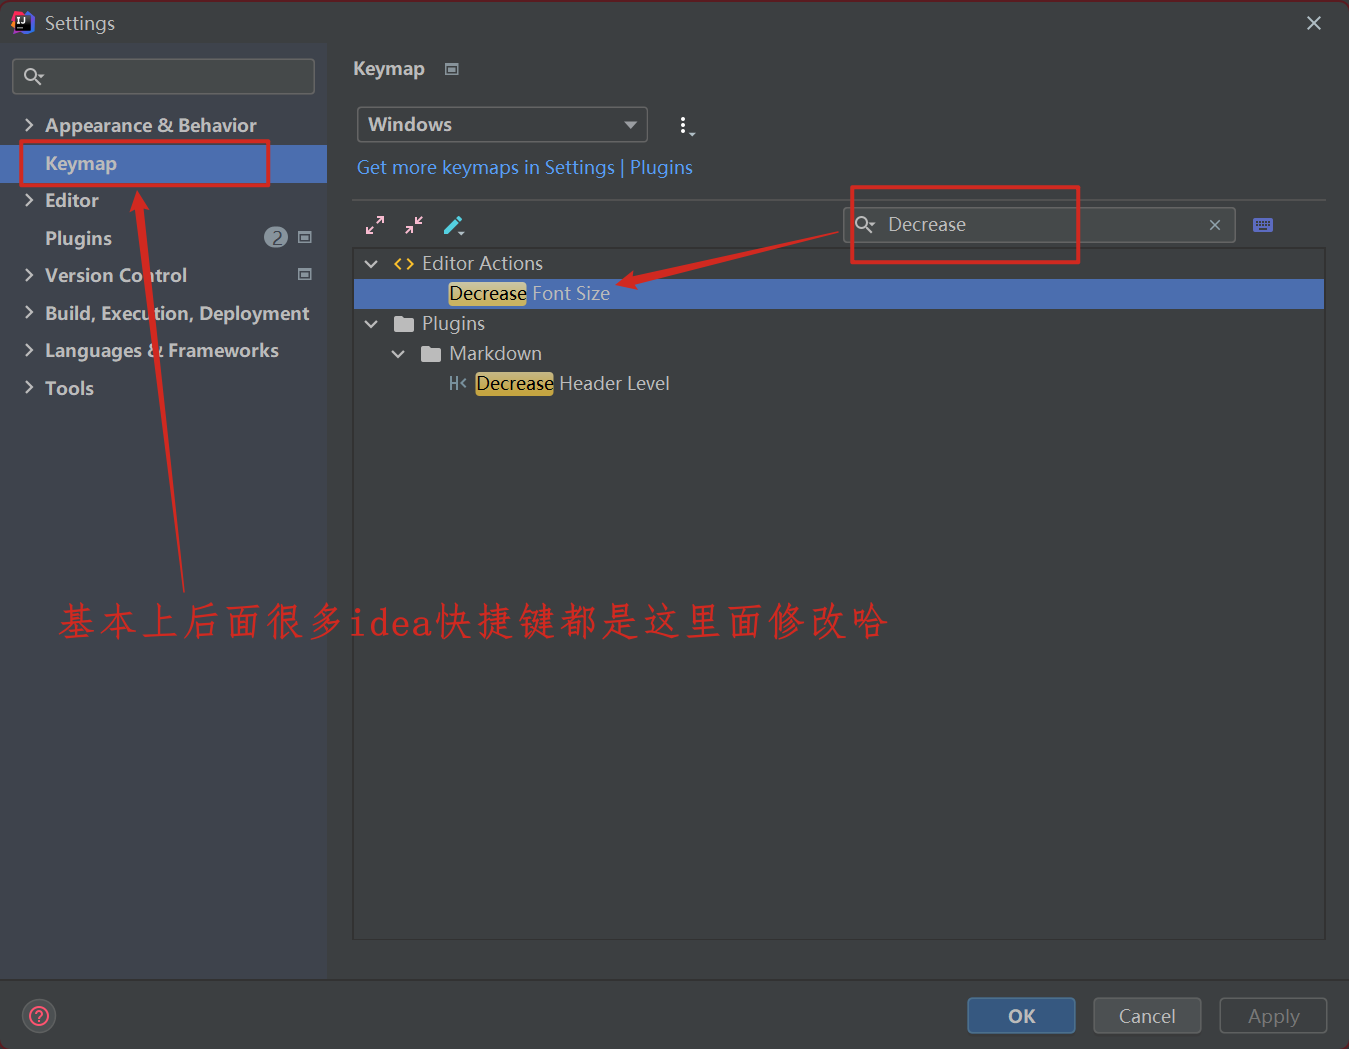 Settings
Keymap
Appearance & Behavior
Keymap
Editor
Plugins 2
Version Control
Build, Execution, Deployment
Languages & Frameworks
Tools
Windows
Get more keymaps in Settings | Plugins
Decrease
Editor Actions
Decrease Font Size
Plugins
Markdown
H< Decrease Header Level
基本上后面很多idea快捷键都是这里面修改哈
OK Cancel Apply